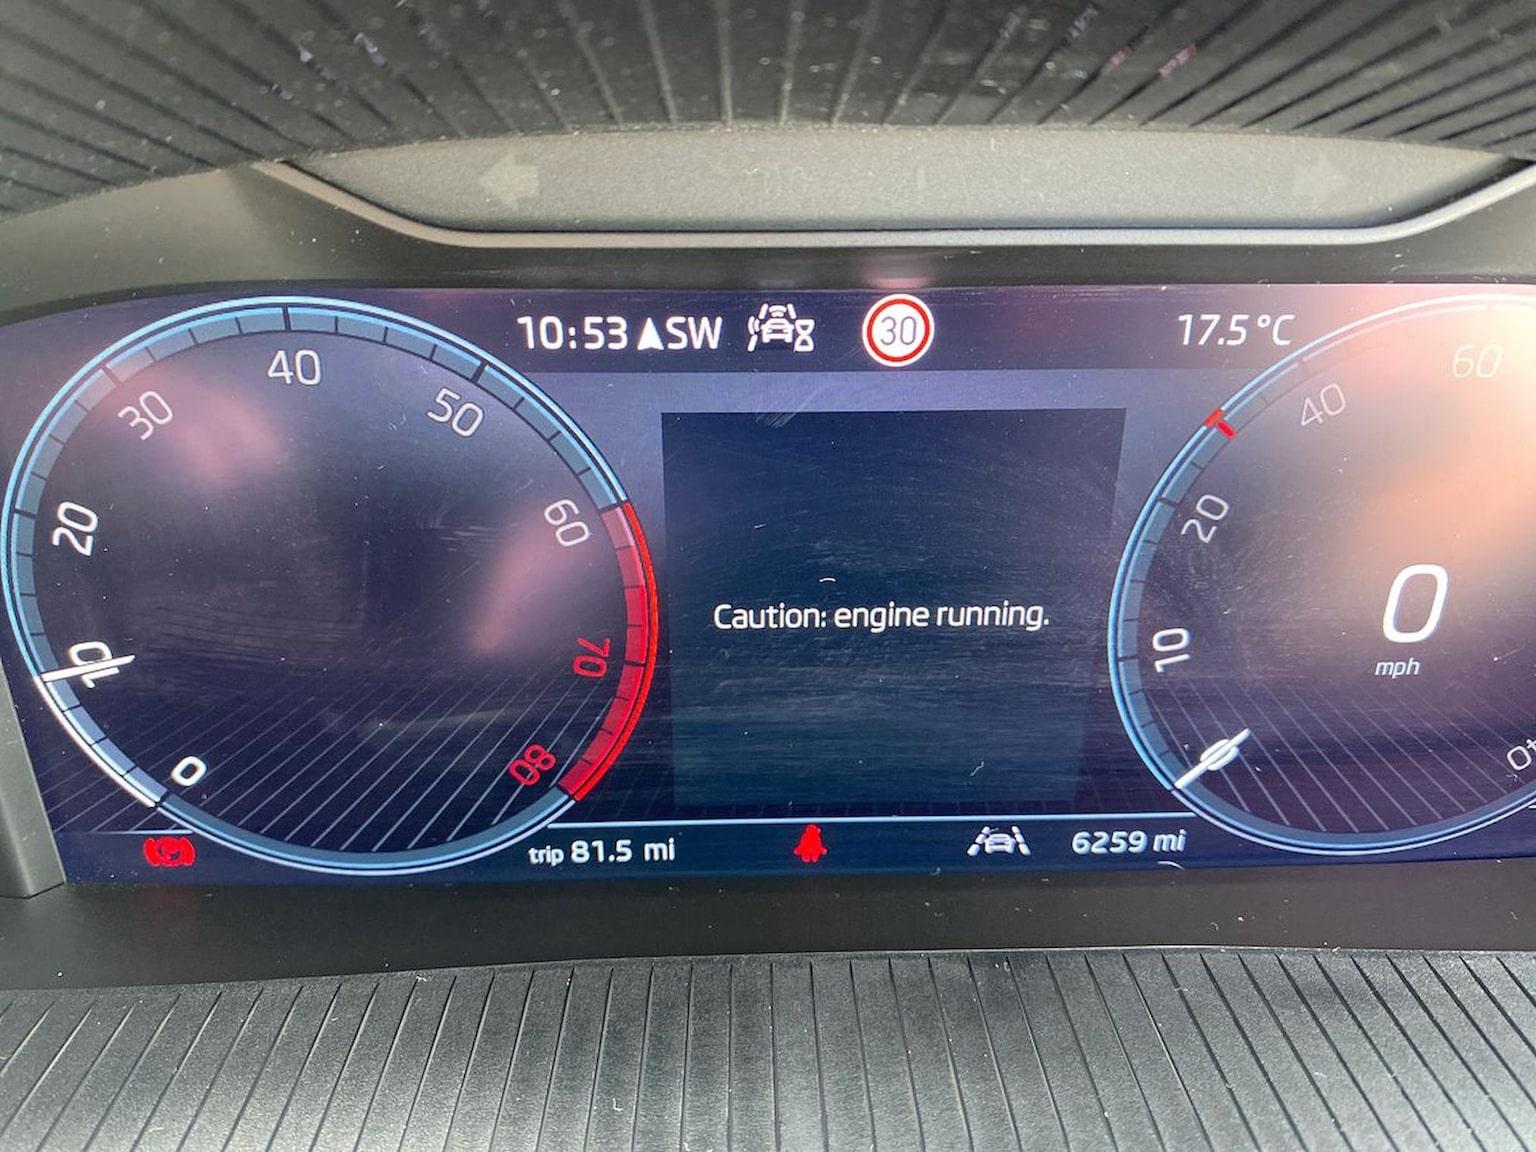 10:53 SW 30 17.5°C
0 10 20 30 40 50 60 70 80
Caution: engine running.
0 10 20 40 60
0
mph
trip 81.5 mi
6259 mi